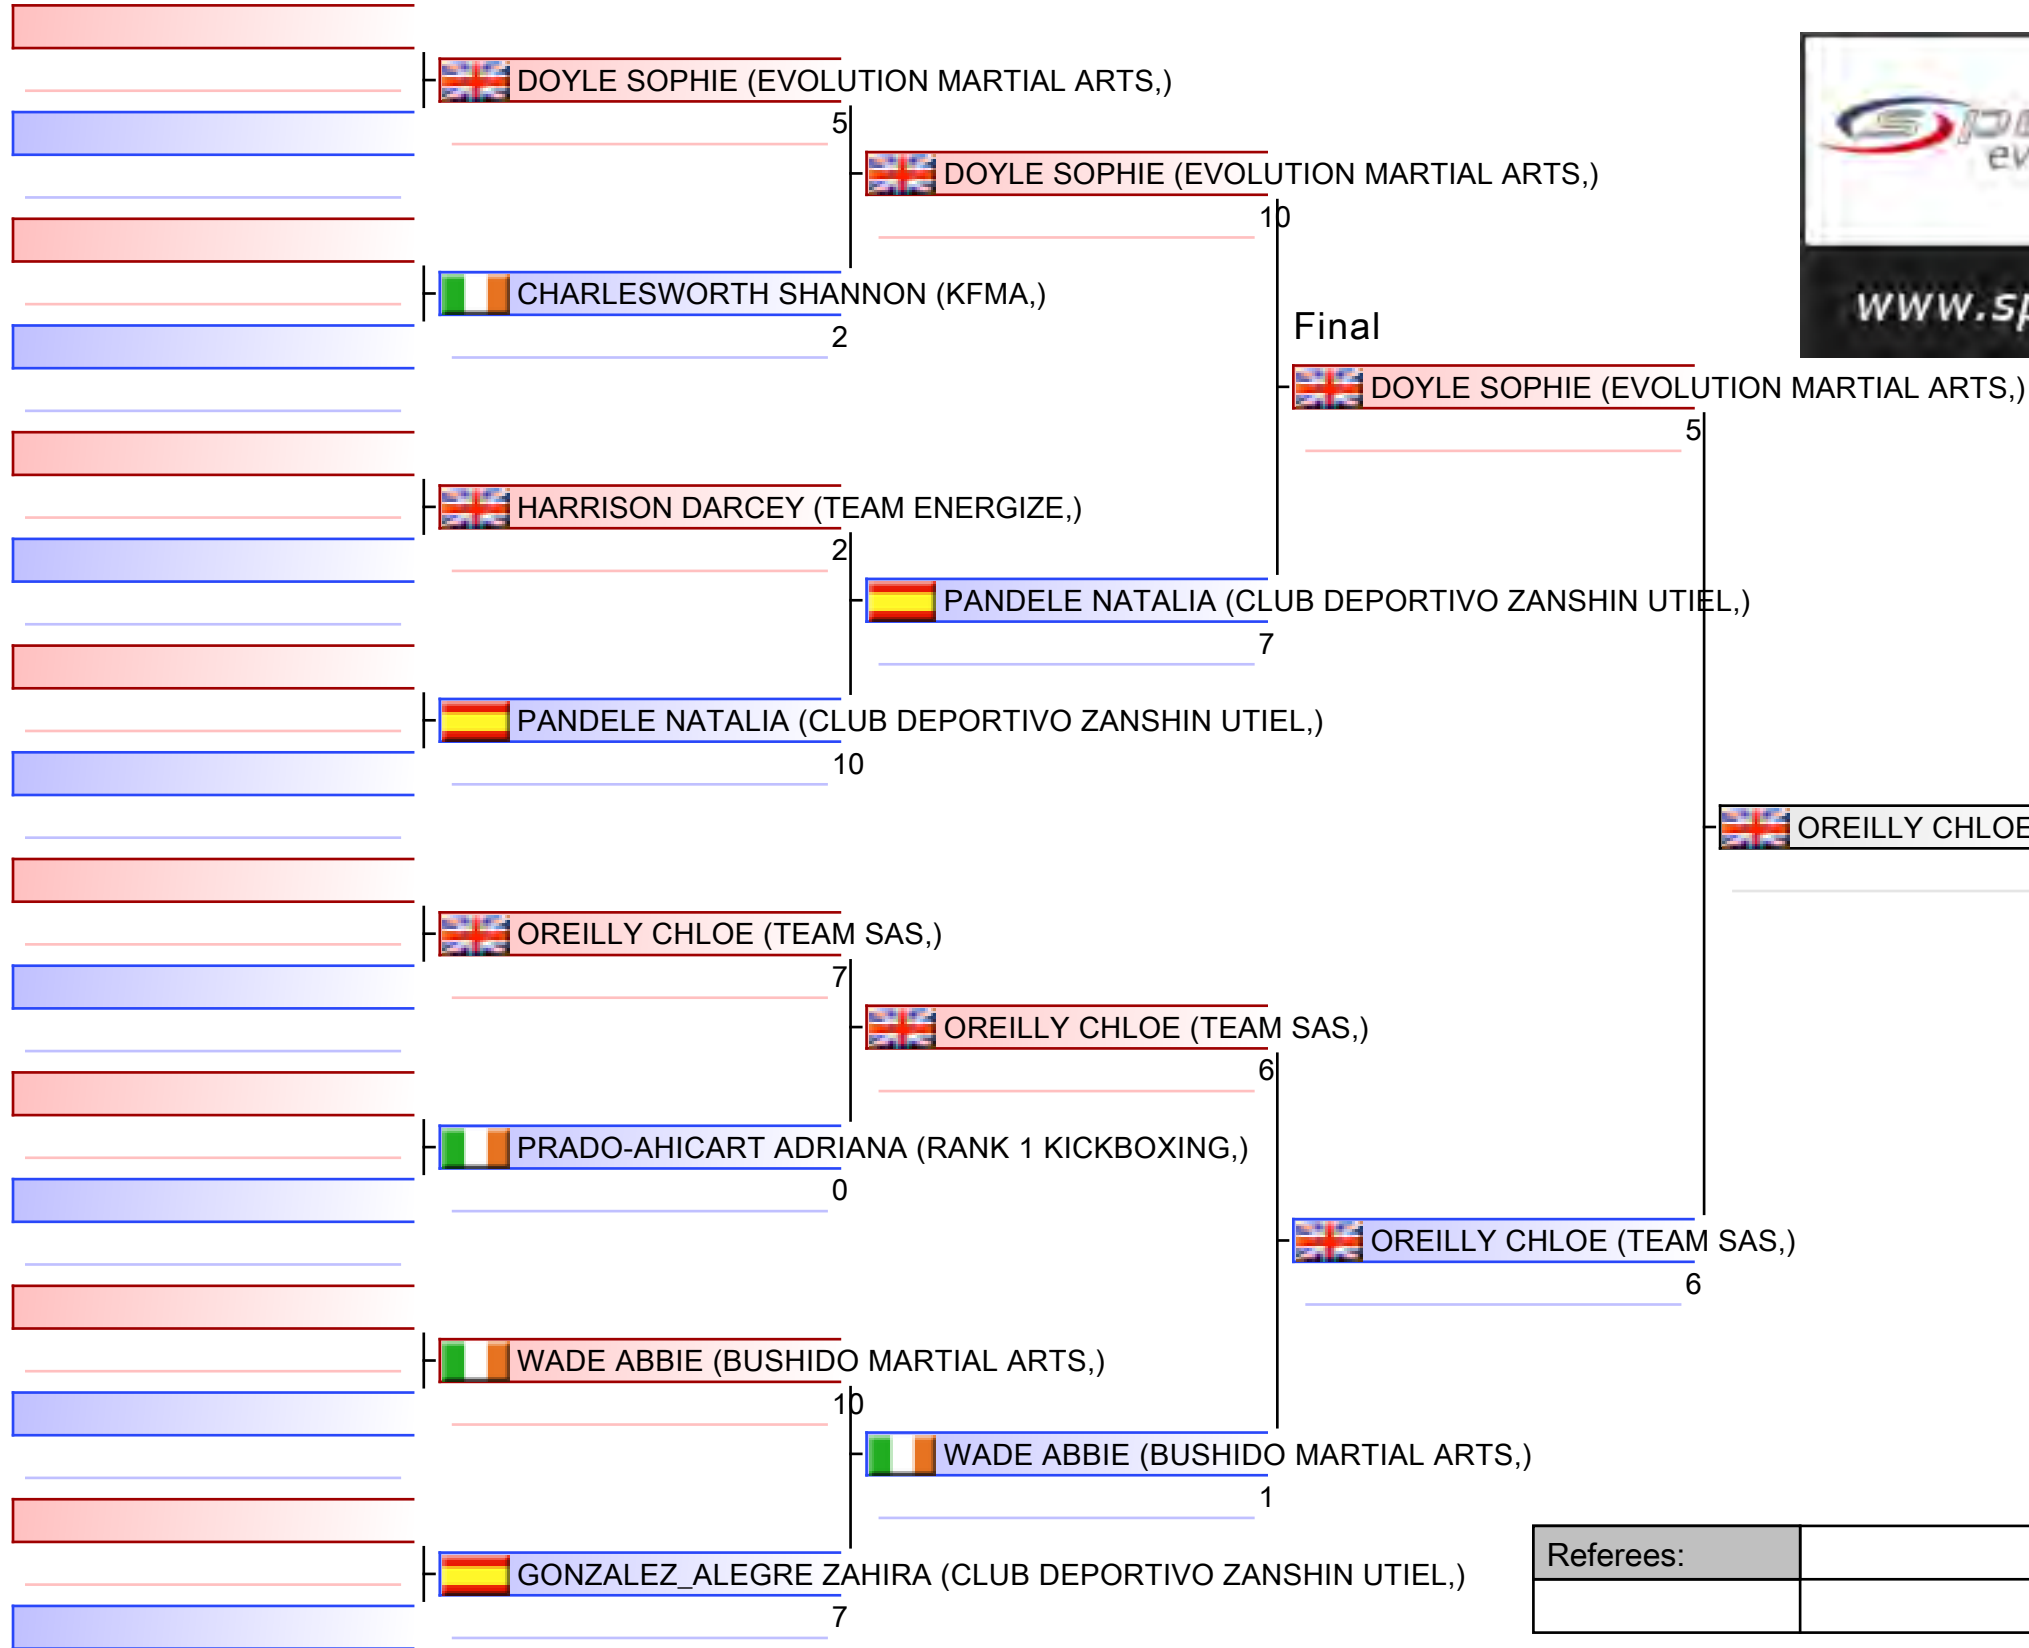 DOYLE SOPHIE (EVOLUTION MARTIAL ARTS,)
5
DOYLE SOPHIE (EVOLUTION MARTIAL ARTS,)
10
CHARLESWORTH SHANNON (KFMA,)
2
Final
www.sp
DOYLE SOPHIE (EVOLUTION MARTIAL ARTS,)
5
HARRISON DARCEY (TEAM ENERGIZE,)
2
PANDELE NATALIA (CLUB DEPORTIVO ZANSHIN UTIEL,)
7
PANDELE NATALIA (CLUB DEPORTIVO ZANSHIN UTIEL,)
10
OREILLY CHLOE
OREILLY CHLOE (TEAM SAS,)
7
OREILLY CHLOE (TEAM SAS,)
6
PRADO-AHICART ADRIANA (RANK 1 KICKBOXING,)
0
OREILLY CHLOE (TEAM SAS,)
6
WADE ABBIE (BUSHIDO MARTIAL ARTS,)
10
WADE ABBIE (BUSHIDO MARTIAL ARTS,)
1
GONZALEZ_ALEGRE ZAHIRA (CLUB DEPORTIVO ZANSHIN UTIEL,)
7
Referees: